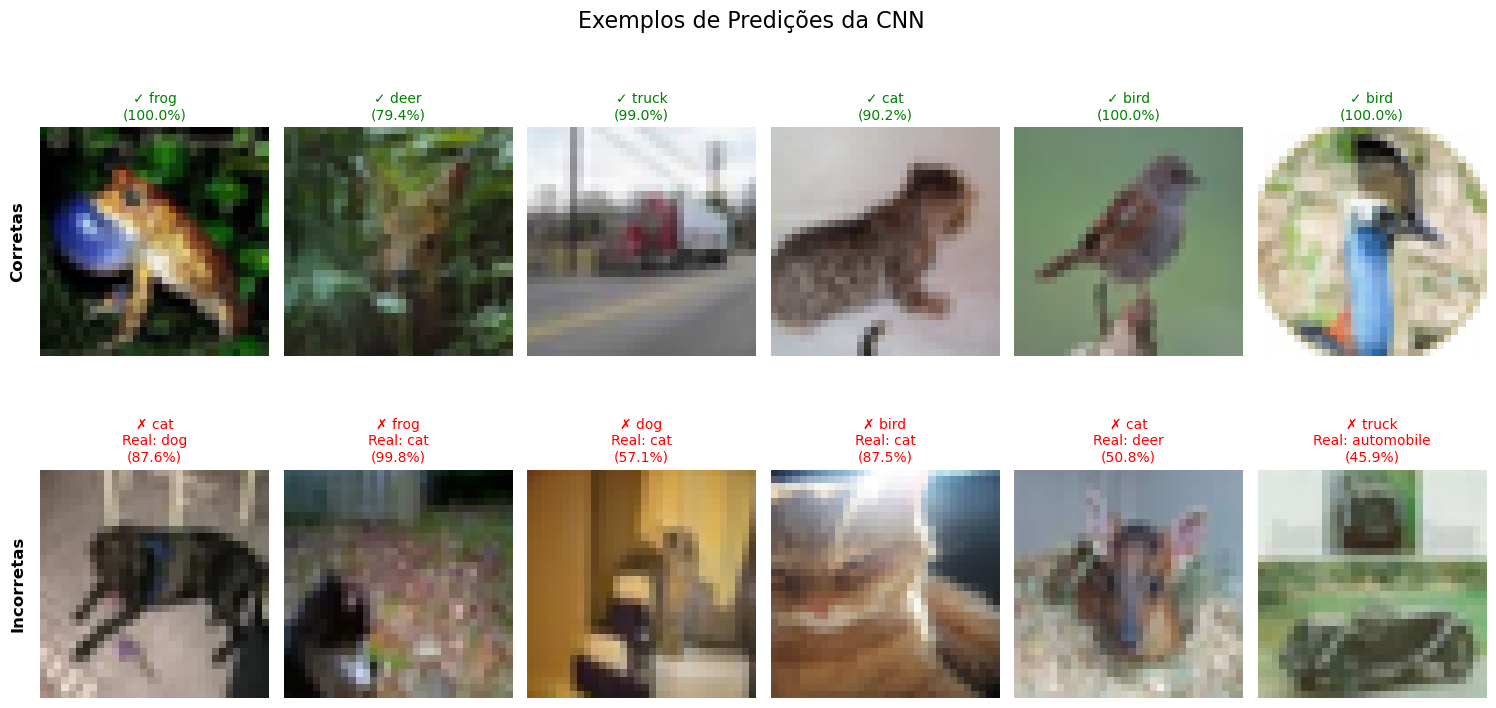 Exemplos de Predições da CNN
✓ frog
(100.0%)
✓ deer
(79.4%)
✓ truck
(99.0%)
✓ cat
(90.2%)
✓ bird
(100.0%)
✓ bird
(100.0%)
Corretas
✗ cat
Real: dog
(87.6%)
✗ frog
Real: cat
(99.8%)
✗ dog
Real: cat
(57.1%)
✗ bird
Real: cat
(87.5%)
✗ cat
Real: deer
(50.8%)
✗ truck
Real: automobile
(45.9%)
Incorretas